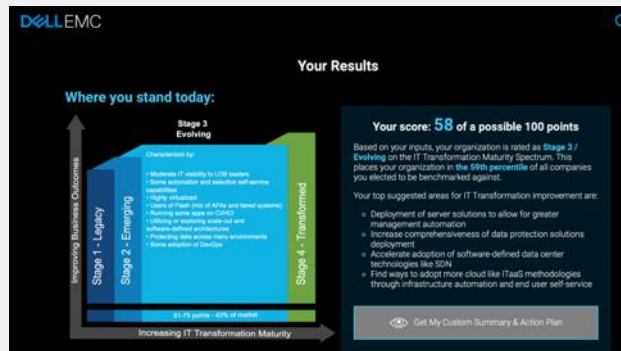 DELLEMC
Your Results
Where you stand today:
Improving Business Outcomes
Stage 1 - Legacy
Stage 2 - Emerging
Stage 3
Evolving
Characterized by:
• Moderate IT visibility to LOB leaders
• Some automation and selective self-service
capabilities
• Highly virtualized
• Users of Flash (mix of AFAs and tiered systems)
• Running some apps on CI/HCI
• Utilizing or exploring scale-out and
software-defined architectures
• Protecting data across many environments
• Some adoption of DevOps
Stage 4 - Transformed
51-75 points - 43% of market
Increasing IT Transformation Maturity
Your score: 58 of a possible 100 points
Based on your inputs, your organization is rated as Stage 3 /
Evolving on the IT Transformation Maturity Spectrum. This
places your organization in the 59th percentile of all companies
you elected to be benchmarked against.
Your top suggested areas for IT Transformation improvement are:
○ Deployment of server solutions to allow for greater
management automation
○ Increase comprehensiveness of data protection solutions
deployment
○ Accelerate adoption of software-defined data center
technologies like SDN
○ Find ways to adopt more cloud like ITaaS methodologies
through infrastructure automation and end user self-service
Get My Custom Summary & Action Plan